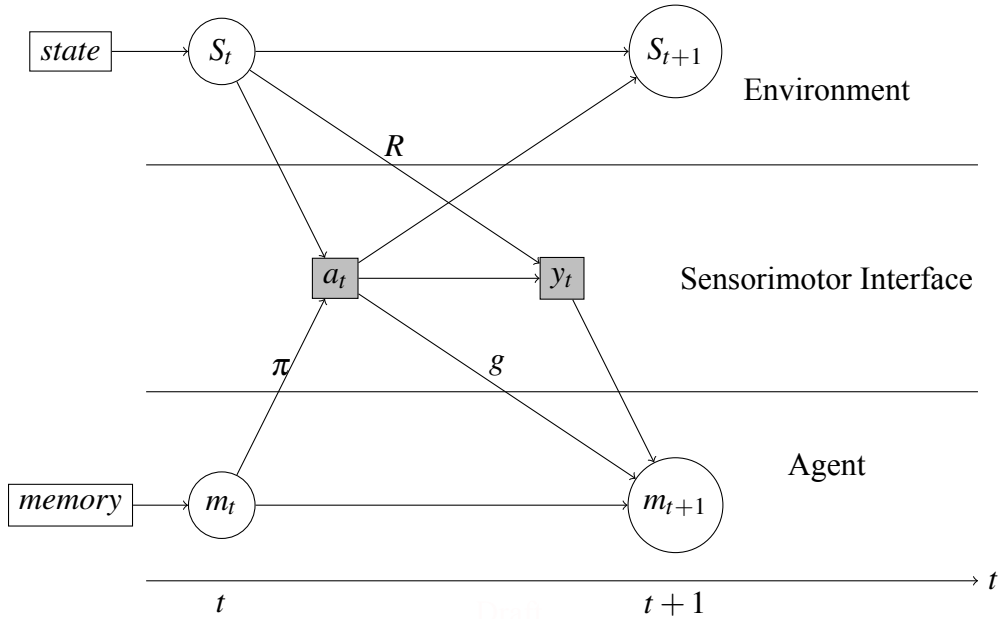 state
S_t
S_{t+1}
Environment
R
a_t
y_t
Sensorimotor Interface
π
g
Agent
memory
m_t
m_{t+1}
t
t
t + 1